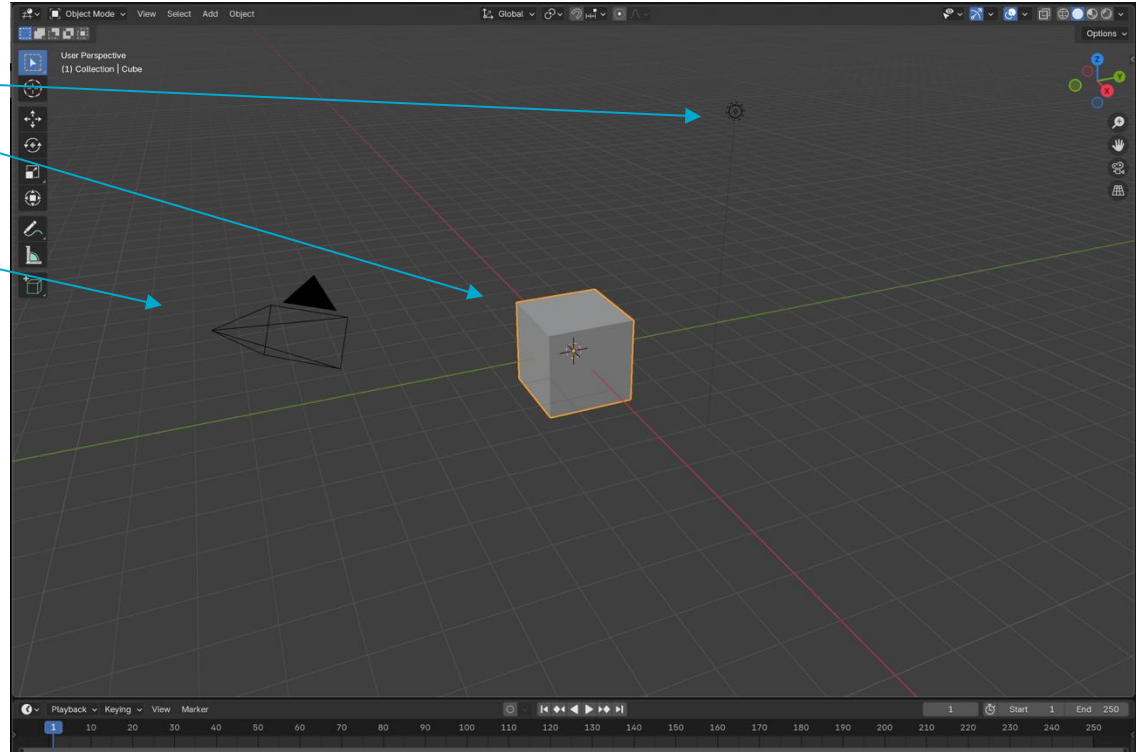 Object Mode View Select Add Object Global
Options
User Perspective
(1) Collection | Cube
Z
Y
X
Playback Keying View Marker 1 Start 1 End 250
1 10 20 30 40 50 60 70 80 90 100 110 120 130 140 150 160 170 180 190 200 210 220 230 240 250